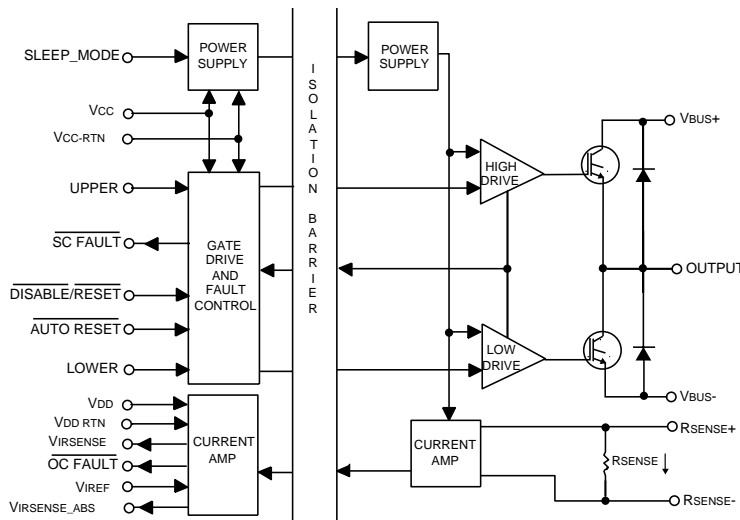 SLEEP_MODE
POWER
SUPPLY
VCC
VCC-RTN
UPPER
SC FAULT
DISABLE/RESET
AUTO RESET
LOWER
GATE
DRIVE
AND
FAULT
CONTROL
VDD
VDD RTN
VIRSENSE
OC FAULT
VIREF
VIRSENSE_ABS
CURRENT
AMP
ISOLATION BARRIER
POWER
SUPPLY
HIGH
DRIVE
LOW
DRIVE
CURRENT
AMP
VBUS+
OUTPUT
VBUS-
RSENSE+
RSENSE
RSENSE-